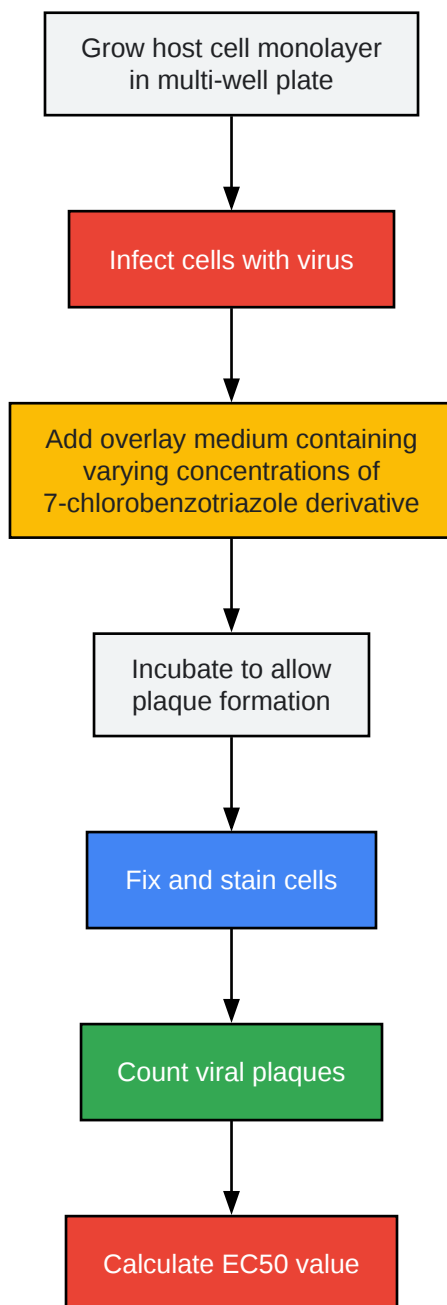 Grow host cell monolayer
in multi-well plate
Infect cells with virus
Add overlay medium containing
varying concentrations of
7-chlorobenzotriazole derivative
Incubate to allow
plaque formation
Fix and stain cells
Count viral plaques
Calculate EC50 value